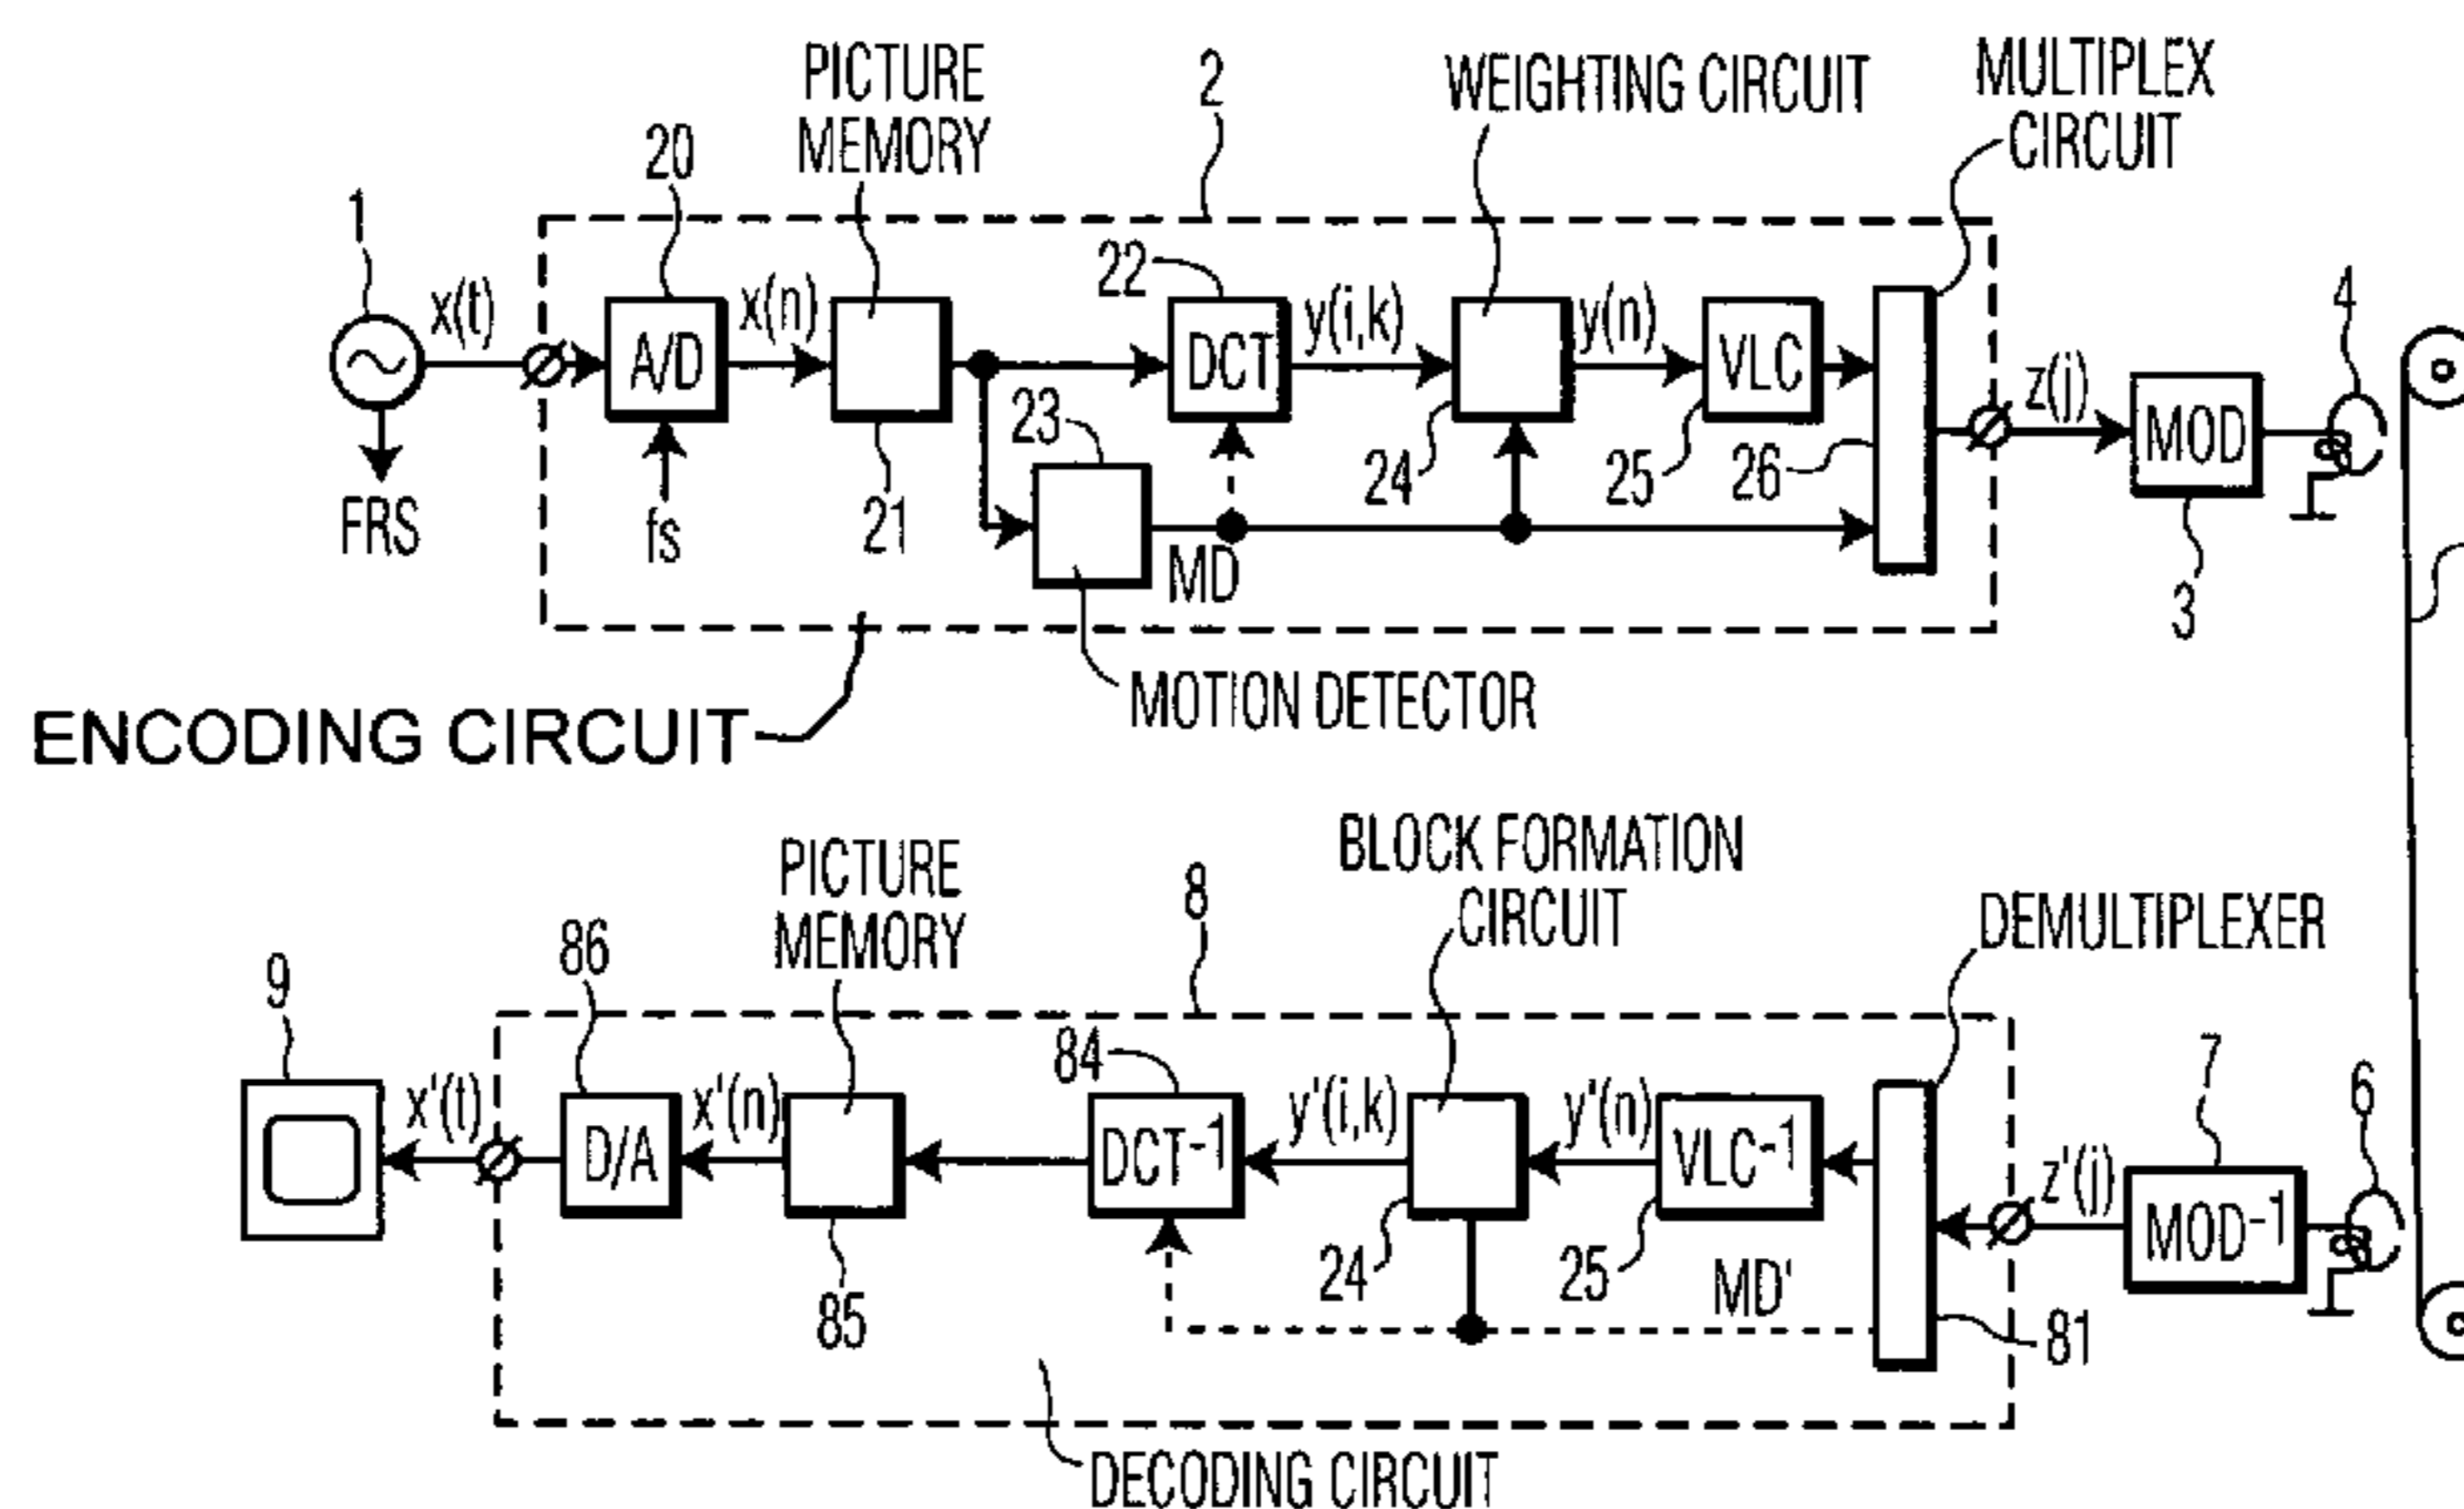 PICTURE
MEMORY
2
WEIGHTING CIRCUIT
MULTIPLEX
CIRCUIT
20
1
x(t)
x(n)
22
y(i,k)
y(n)
4
A/D
DCT
VLC
z(j)
MOD
23
24
25
26
FRS
fs
21
MD
3
MOTION DETECTOR
ENCODING CIRCUIT
BLOCK FORMATION
CIRCUIT
PICTURE
MEMORY
8
DEMULTIPLEXER
86
9
84
7
6
x'(t)
x'(n)
y'(i,k)
y'(n)
z'(j)
D/A
DCT-1
VLC-1
MOD-1
24
25
MD'
85
81
DECODING CIRCUIT